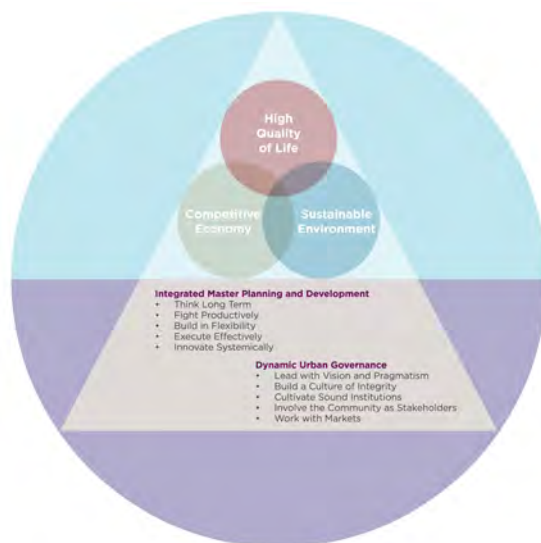 High
Quality
of Life
Competitive
Economy
Sustainable
Environment
Integrated Master Planning and Development
• Think Long Term
• Fight Productively
• Build in Flexibility
• Execute Effectively
• Innovate Systemically
Dynamic Urban Governance
• Lead with Vision and Pragmatism
• Build a Culture of Integrity
• Cultivate Sound Institutions
• Involve the Community as Stakeholders
• Work with Markets